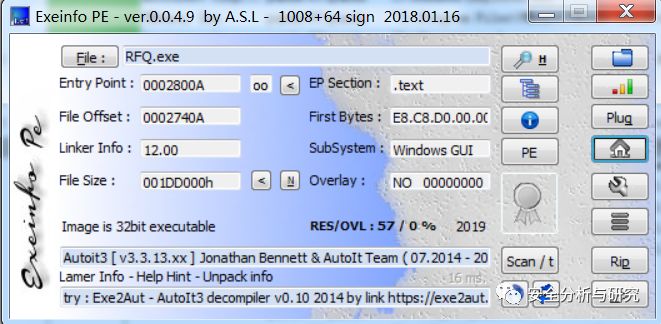 Exeinfo PE - ver.0.0.4.9 by A.S.L - 1008+64 sign 2018.01.16
File : RFQ.exe H
Entry Point : 0002800A oo < EP Section : .text
File Offset : 0002740A First Bytes : E8.C8.D0.00.00 Plug
Linker Info : 12.00 SubSystem : Windows GUI PE
File Size : 001DD000h < N Overlay : NO 00000000
Image is 32bit executable RES/OVL : 57 / 0 % 2019
Exeinfo Pe
Autoit3 [ v3.3.13.xx ] Jonathan Bennett & AutoIt Team ( 07.2014 - 20 Scan / t Rip
Lamer Info - Help Hint - Unpack info 16 ms.
try : Exe2Aut - AutoIt3 decompiler v0.10 2014 by link https://exe2aut.
安全分析与研究